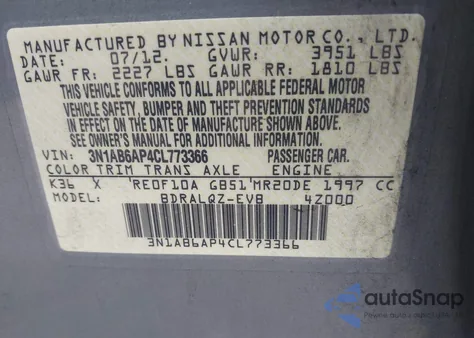 MANUFACTURED BY NISSAN MOTOR CO., LTD.
DATE: 07/12. GVWR: 3951 LBS
GAWR FR: 2227 LBS GAWR RR: 1810 LBS
THIS VEHICLE CONFORMS TO ALL APPLICABLE FEDERAL MOTOR
VEHICLE SAFETY, BUMPER AND THEFT PREVENTION STANDARDS
IN EFFECT ON THE DATE OF MANUFACTURE SHOWN ABOVE.
SEE OWNER'S MANUAL FOR ADDITIONAL INFORMATION.
VIN: 3N1AB6AP4CL773366 PASSENGER CAR.
COLOR TRIM TRANS AXLE ENGINE
K36 X RE0F10A GB51 MR20DE 1997 CC
MODEL: BDRALQZ-EVB 4Z000
3N1AB6AP4CL773366
autaSnap